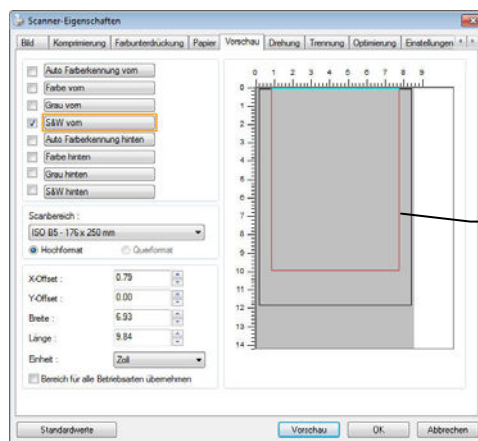 Scanner-Eigenschaften
Bild Komprimierung Farbunterdrückung Papier Vorschau Drehung Trennung Optimierung Einstellungen
Auto Farberkennung vorn
Farbe vorn
Grau vorn
S&W vorn
Auto Farberkennung hinten
Farbe hinten
Grau hinten
S&W hinten
Scanbereich :
ISO B5 - 176 x 250 mm
Hochformat Querformat
X-Offset : 0.79
Y-Offset : 0.00
Breite : 6.93
Länge : 9.84
Einheit : Zoll
Bereich für alle Betriebsarten übernehmen
0 1 2 3 4 5 6 7 8 9
0
1
2
3
4
5
6
7
8
9
10
11
12
13
14
Standardwerte Vorschau OK Abbrechen